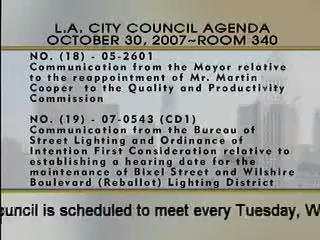 L.A. CITY COUNCIL AGENDA
OCTOBER 30, 2007~ROOM 340
NO. (18) - 05-2601
Communication from the Mayor relative
to the reappointment of Mr. Martin
Cooper to the Quality and Productivity
Commission
NO. (19) - 07-0543 (CD1)
Communication from the Bureau of
Street Lighting and Ordinance of
Intention First Consideration relative to
establishing a hearing date for the
maintenance of Bixel Street and Wilshire
Boulevard (Reballot) Lighting District
ouncil is scheduled to meet every Tuesday, W